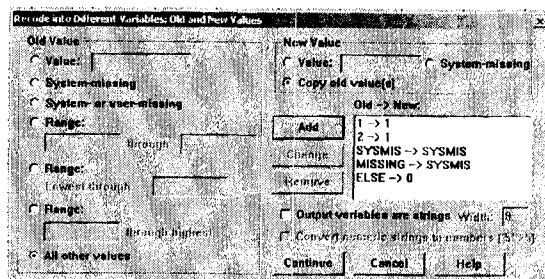 Recode into Different Variables: Old and New Values
Old Value
Value:
System-missing
System- or user-missing
Range:
through
Range:
Lowest through
Range:
through highest
All other values
New Value
Value:
System-missing
Copy old value(s)
Old -> New:
Add
Change
Remove
1 -> 1
2 -> 1
SYSMIS -> SYSMIS
MISSING -> SYSMIS
ELSE -> 0
Output variables are strings
Width: 8
Convert numeric strings to numbers ('5'->5)
Continue
Cancel
Help